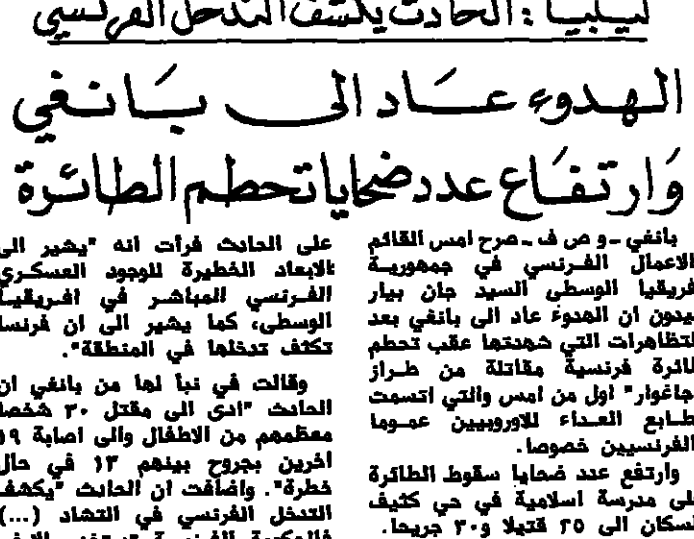 ليبيا : الحادث يكشف التدخل الفرنسي
الهدوء عاد الى بانغي
وارتفاع عدد ضحايا تحطم الطائرة
بانغي ـ و ص ف ـ صرح امس القائم
الاعمال الفرنسي في جمهورية
فريقيا الوسطى السيد جان بيار
بيدون ان الهدوء عاد الى بانغي بعد
لتظاهرات التي شهدتها عقب تحطم
لائرة فرنسية مقاتلة من طراز
جاغوار" اول من امس والتي اتسمت
طابع العداء للاوروبيين عموما
الفرنسيين خصوصا.
وارتفع عدد ضحايا سقوط الطائرة
لى مدرسة اسلامية في حي كثيف
لسكان الى ٢٥ قتيلا و٣٠ جريحا.
على الحادث فرأت انه "يشير الى
الابعاد الخطيرة للوجود العسكري
الفرنسي المباشر في افريقيا
الوسطى، كما يشير الى ان فرنسا
تكثف تدخلها في المنطقة".
وقالت في نبأ لها من بانغي ان
الحادث "ادى الى مقتل ٣٠ شخصا
معظمهم من الاطفال والى اصابة ١٩
اخرين بجروح بينهم ١٣ في حال
خطرة". واضافت ان الحادث "يكشف
التدخل الفرنسي في التشاد (...)